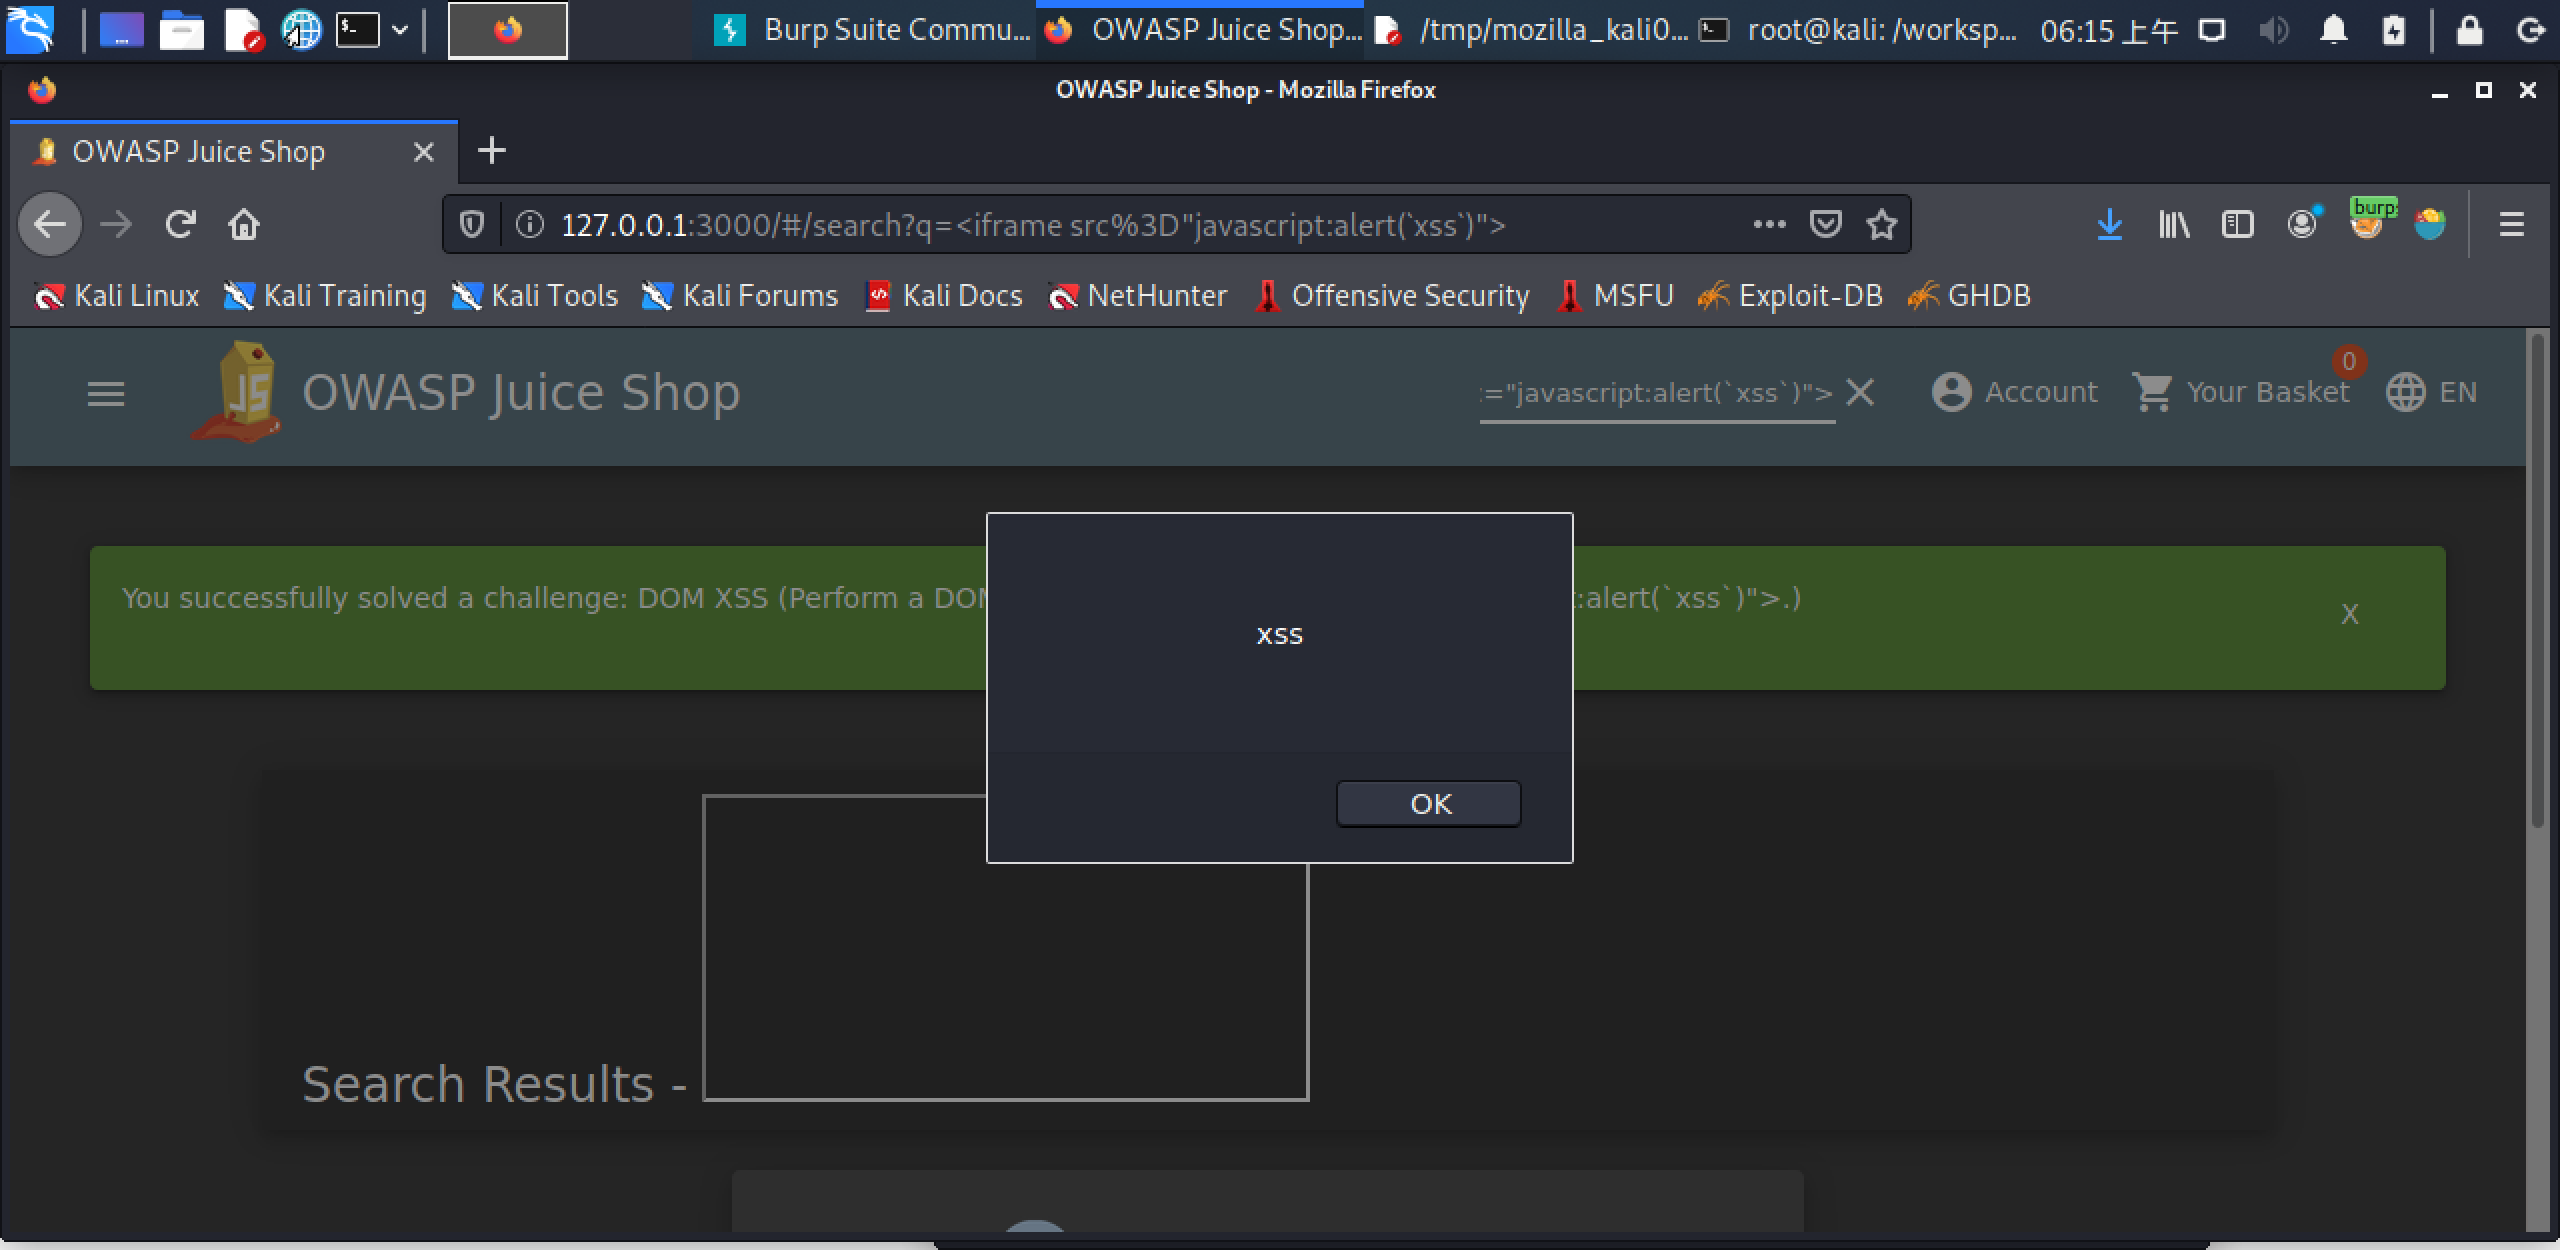 Burp Suite Commu... OWASP Juice Shop... /tmp/mozilla_kali0... root@kali: /worksp... 06:15 上午
OWASP Juice Shop - Mozilla Firefox
OWASP Juice Shop
127.0.0.1:3000/#/search?q=<iframe src%3D"javascript:alert(`xss`)">
burp
Kali Linux Kali Training Kali Tools Kali Forums Kali Docs NetHunter Offensive Security MSFU Exploit-DB GHDB
JS OWASP Juice Shop ="javascript:alert(`xss`)"> Account Your Basket 0 EN
You successfully solved a challenge: DOM XSS (Perform a DOM :alert(`xss`)">.) X
xss
OK
Search Results -